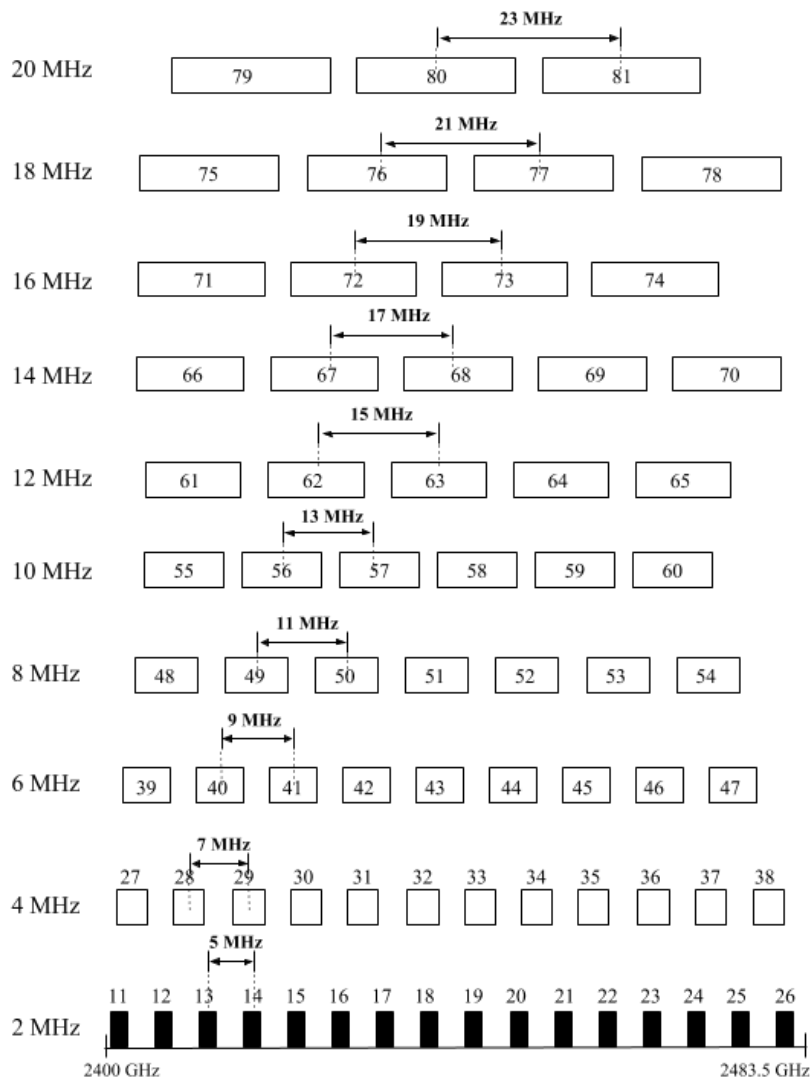 23 MHz
20 MHz 79 80 81
21 MHz
18 MHz 75 76 77 78
19 MHz
16 MHz 71 72 73 74
17 MHz
14 MHz 66 67 68 69 70
15 MHz
12 MHz 61 62 63 64 65
13 MHz
10 MHz 55 56 57 58 59 60
11 MHz
8 MHz 48 49 50 51 52 53 54
9 MHz
6 MHz 39 40 41 42 43 44 45 46 47
7 MHz
27 28 29 30 31 32 33 34 35 36 37 38
4 MHz
5 MHz
11 12 13 14 15 16 17 18 19 20 21 22 23 24 25 26
2 MHz
2400 GHz 2483.5 GHz